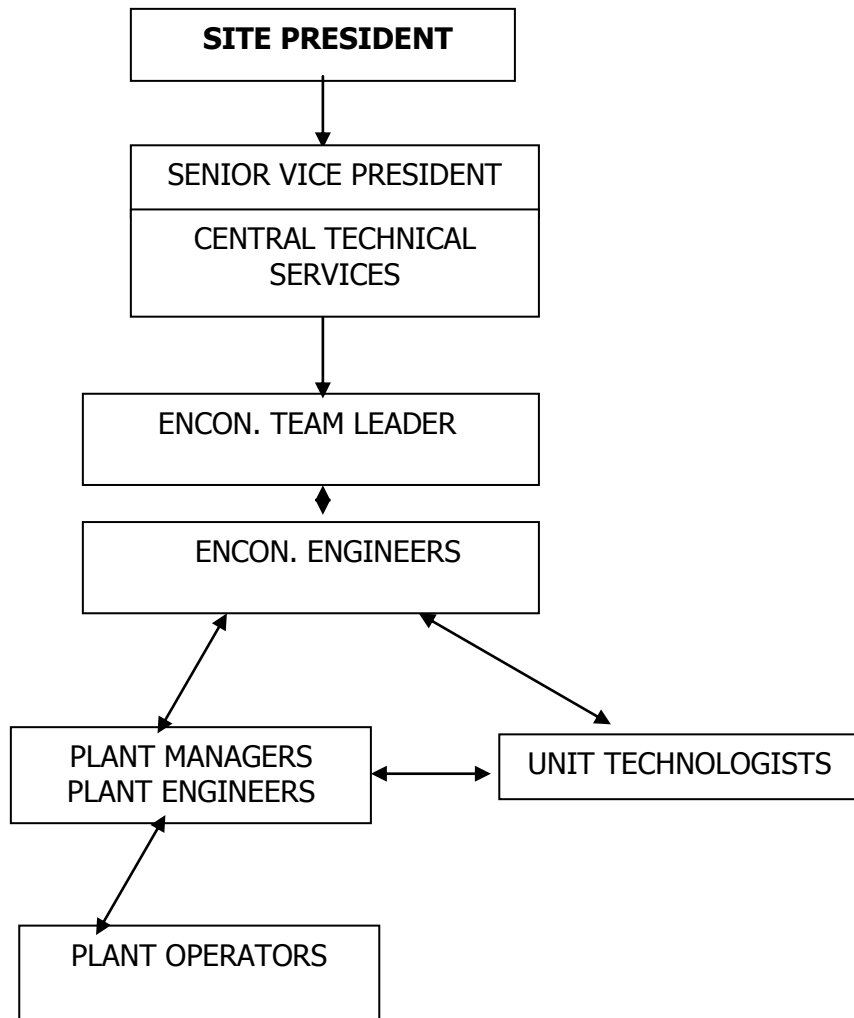 SITE PRESIDENT
SENIOR VICE PRESIDENT
CENTRAL TECHNICAL
SERVICES
ENCON. TEAM LEADER
ENCON. ENGINEERS
PLANT MANAGERS
PLANT ENGINEERS
UNIT TECHNOLOGISTS
PLANT OPERATORS